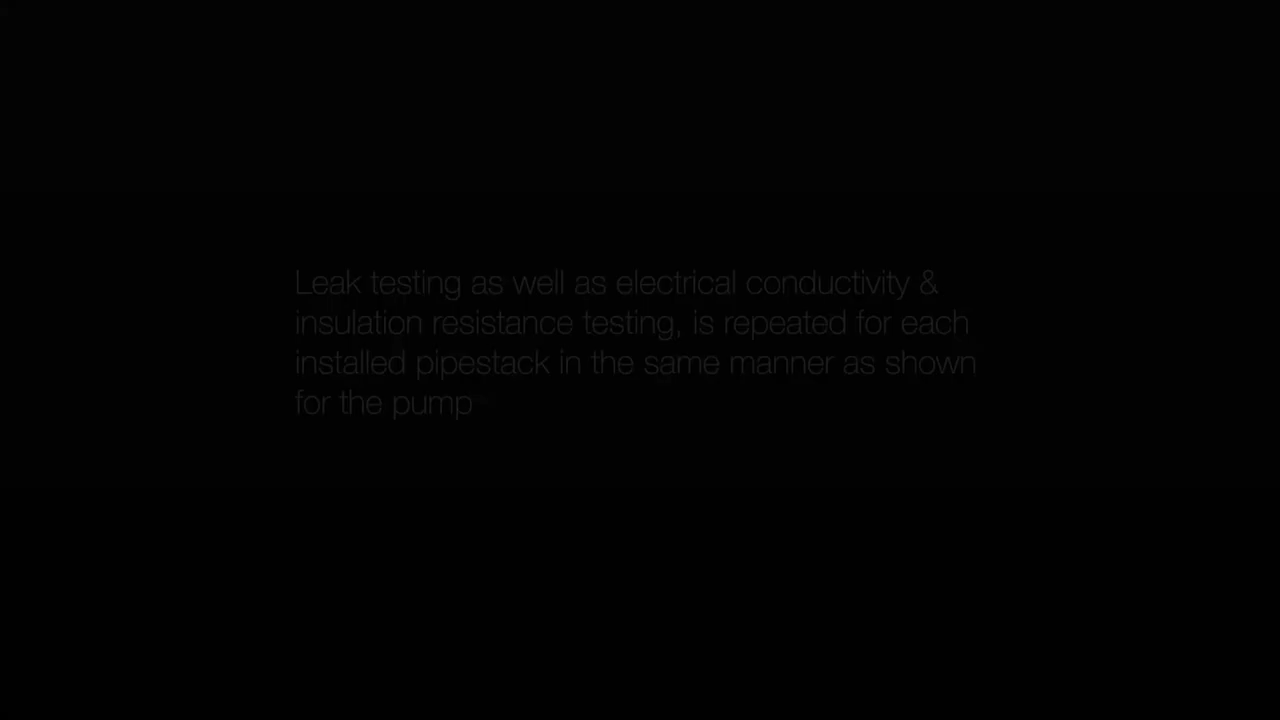 Leak testing as well as electrical conductivity &
insulation resistance testing, is repeated for each
installed pipestack in the same manner as shown
for the pump